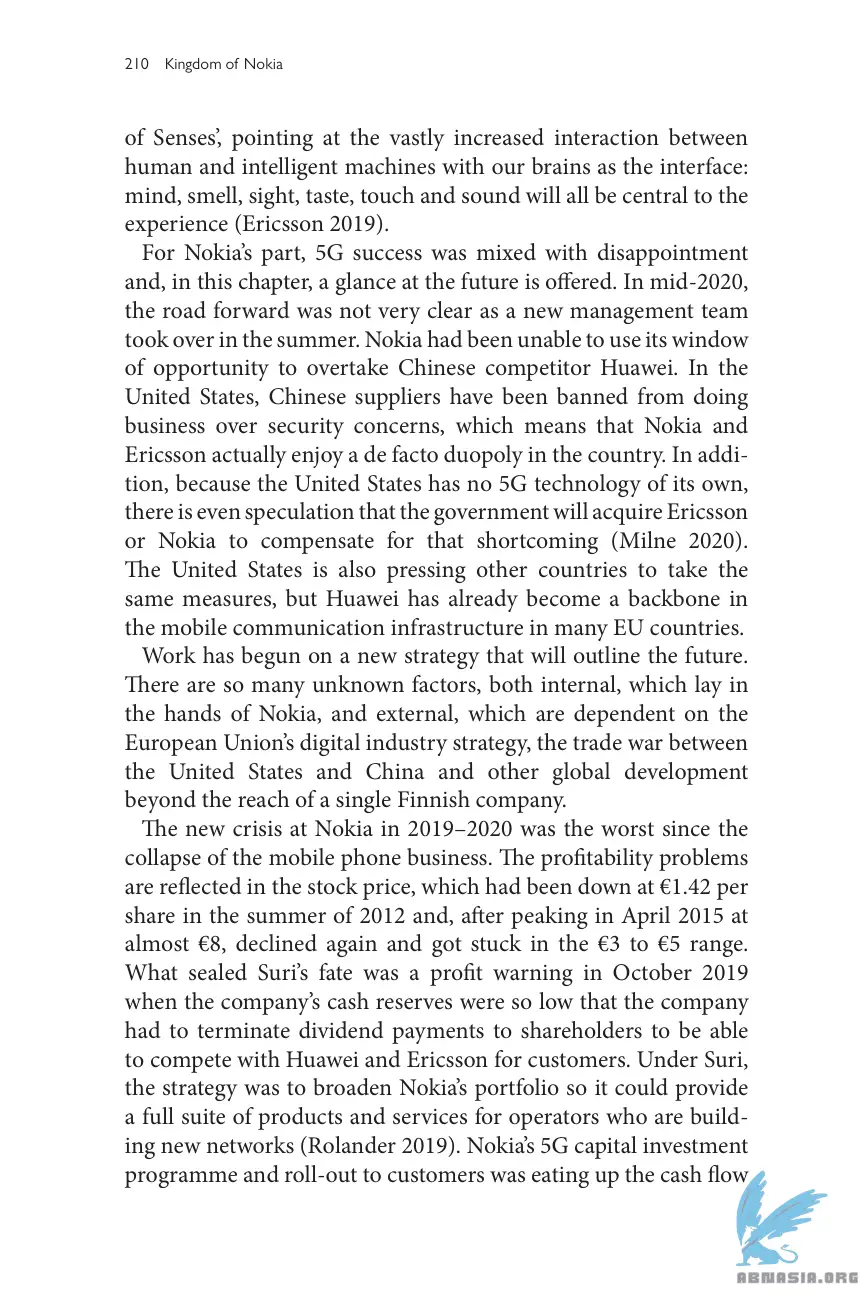 210 Kingdom of Nokia
of Senses’, pointing at the vastly increased interaction between
human and intelligent machines with our brains as the interface:
mind, smell, sight, taste, touch and sound will all be central to the
experience (Ericsson 2019).
For Nokia’s part, 5G success was mixed with disappointment
and, in this chapter, a glance at the future is offered. In mid-2020,
the road forward was not very clear as a new management team
took over in the summer. Nokia had been unable to use its window
of opportunity to overtake Chinese competitor Huawei. In the
United States, Chinese suppliers have been banned from doing
business over security concerns, which means that Nokia and
Ericsson actually enjoy a de facto duopoly in the country. In addi-
tion, because the United States has no 5G technology of its own,
there is even speculation that the government will acquire Ericsson
or Nokia to compensate for that shortcoming (Milne 2020).
The United States is also pressing other countries to take the
same measures, but Huawei has already become a backbone in
the mobile communication infrastructure in many EU countries.
Work has begun on a new strategy that will outline the future.
There are so many unknown factors, both internal, which lay in
the hands of Nokia, and external, which are dependent on the
European Union’s digital industry strategy, the trade war between
the United States and China and other global development
beyond the reach of a single Finnish company.
The new crisis at Nokia in 2019–2020 was the worst since the
collapse of the mobile phone business. The profitability problems
are reflected in the stock price, which had been down at €1.42 per
share in the summer of 2012 and, after peaking in April 2015 at
almost €8, declined again and got stuck in the €3 to €5 range.
What sealed Suri’s fate was a profit warning in October 2019
when the company’s cash reserves were so low that the company
had to terminate dividend payments to shareholders to be able
to compete with Huawei and Ericsson for customers. Under Suri,
the strategy was to broaden Nokia’s portfolio so it could provide
a full suite of products and services for operators who are build-
ing new networks (Rolander 2019). Nokia’s 5G capital investment
programme and roll-out to customers was eating up the cash flow
ABNASIA.ORG